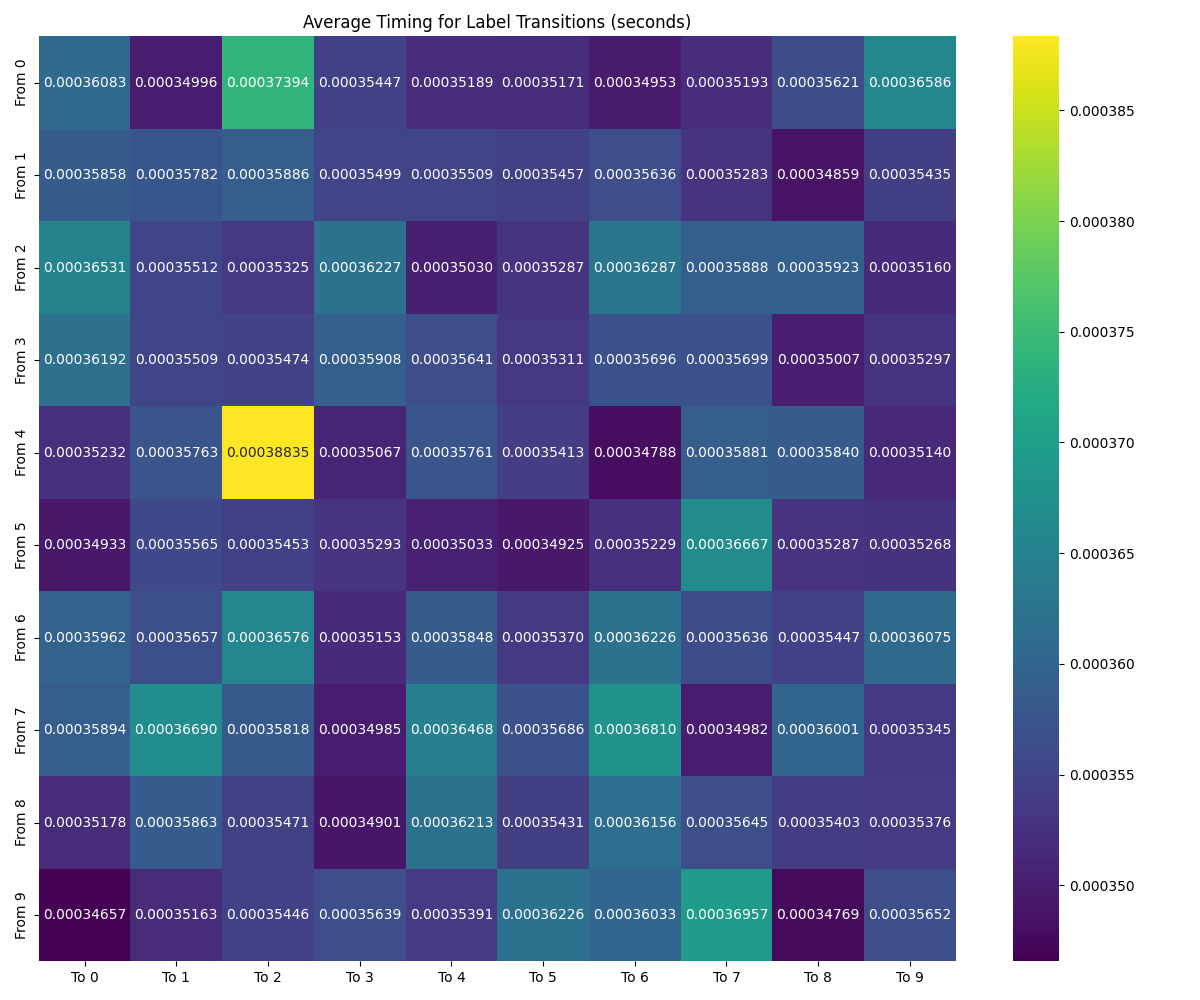 Average Timing for Label Transitions (seconds)
From 0 0.00036083 0.00034996 0.00037394 0.00035447 0.00035189 0.00035171 0.00034953 0.00035193 0.00035621 0.00036586
From 1 0.00035858 0.00035782 0.00035886 0.00035499 0.00035509 0.00035457 0.00035636 0.00035283 0.00034859 0.00035435
From 2 0.00036531 0.00035512 0.00035325 0.00036227 0.00035030 0.00035287 0.00036287 0.00035888 0.00035923 0.00035160
From 3 0.00036192 0.00035509 0.00035474 0.00035908 0.00035641 0.00035311 0.00035696 0.00035699 0.00035007 0.00035297
From 4 0.00035232 0.00035763 0.00038835 0.00035067 0.00035761 0.00035413 0.00034788 0.00035881 0.00035840 0.00035140
From 5 0.00034933 0.00035565 0.00035453 0.00035293 0.00035033 0.00034925 0.00035229 0.00036667 0.00035287 0.00035268
From 6 0.00035962 0.00035657 0.00036576 0.00035153 0.00035848 0.00035370 0.00036226 0.00035636 0.00035447 0.00036075
From 7 0.00035894 0.00036690 0.00035818 0.00034985 0.00036468 0.00035686 0.00036810 0.00034982 0.00036001 0.00035345
From 8 0.00035178 0.00035863 0.00035471 0.00034901 0.00036213 0.00035431 0.00036156 0.00035645 0.00035403 0.00035376
From 9 0.00034657 0.00035163 0.00035446 0.00035639 0.00035391 0.00036226 0.00036033 0.00036957 0.00034769 0.00035652
To 0 To 1 To 2 To 3 To 4 To 5 To 6 To 7 To 8 To 9
0.000385
0.000380
0.000375
0.000370
0.000365
0.000360
0.000355
0.000350